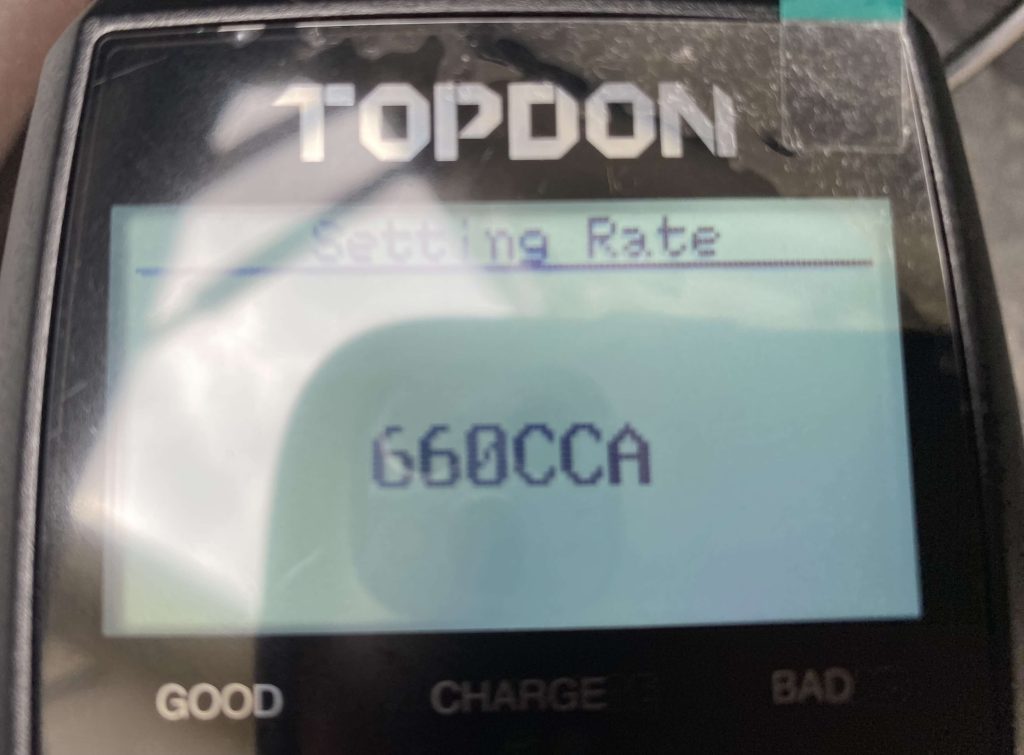 TOPDON
Setting Rate
660CCA
GOOD CHARGE BAD